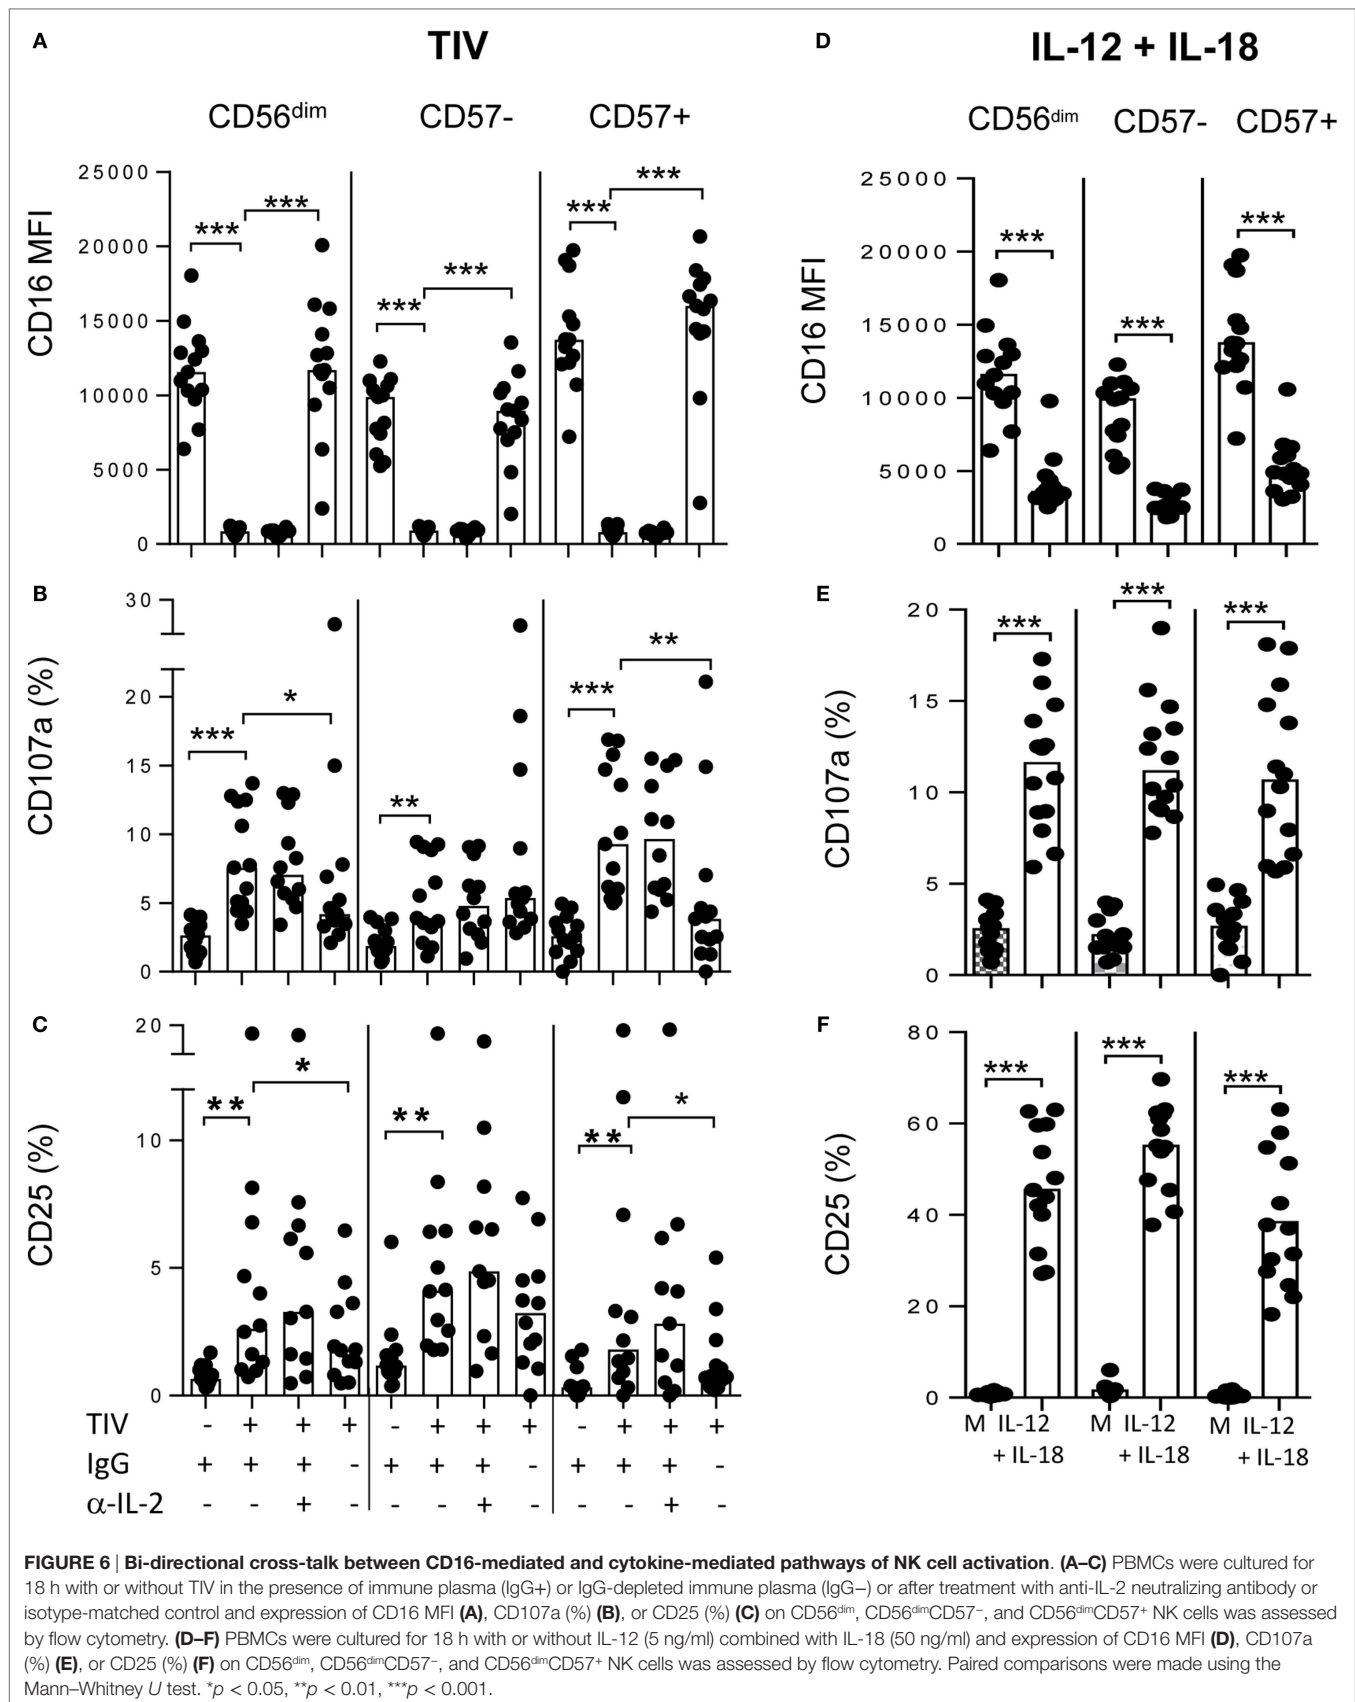 A
TIV
CD56dim
CD57-
CD57+
CD16 MFI
25000
20000
15000
10000
5000
0
***
***
***
***
***
***
B
CD107a (%)
30
20
15
10
5
0
***
*
**
***
**
C
CD25 (%)
20
10
5
0
**
*
**
**
*
TIV - + + + - + + + - + + +
IgG + + + - + + + - + + + -
α-IL-2 - - + - - - + - - - + -
D
IL-12 + IL-18
CD56dim
CD57-
CD57+
CD16 MFI
25000
20000
15000
10000
5000
0
***
***
***
E
CD107a (%)
20
15
10
5
0
***
***
***
F
CD25 (%)
80
60
40
20
0
***
***
***
M IL-12 M IL-12 M IL-12
+ IL-18 + IL-18 + IL-18
FIGURE 6 | Bi-directional cross-talk between CD16-mediated and cytokine-mediated pathways of NK cell activation. (A–C) PBMCs were cultured for
18 h with or without TIV in the presence of immune plasma (IgG+) or IgG-depleted immune plasma (IgG−) or after treatment with anti-IL-2 neutralizing antibody or
isotype-matched control and expression of CD16 MFI (A), CD107a (%) (B), or CD25 (%) (C) on CD56dim, CD56dimCD57−, and CD56dimCD57+ NK cells was assessed
by flow cytometry. (D–F) PBMCs were cultured for 18 h with or without IL-12 (5 ng/ml) combined with IL-18 (50 ng/ml) and expression of CD16 MFI (D), CD107a
(%) (E), or CD25 (%) (F) on CD56dim, CD56dimCD57−, and CD56dimCD57+ NK cells was assessed by flow cytometry. Paired comparisons were made using the
Mann–Whitney U test. *p < 0.05, **p < 0.01, ***p < 0.001.